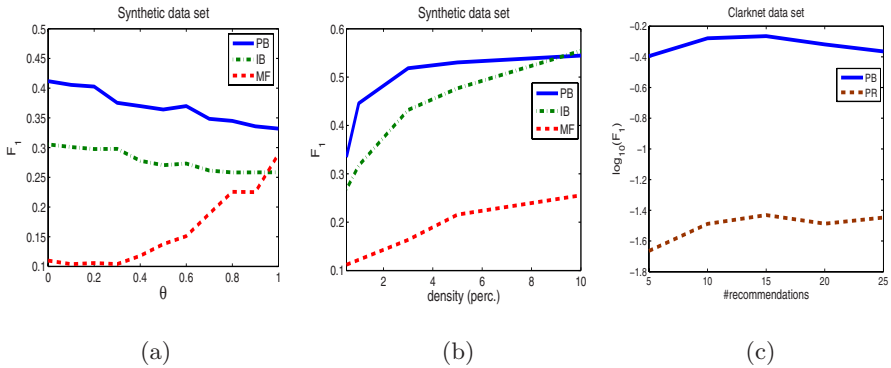 Synthetic data set
0.5
0.45
0.4
0.35
0.3
0.25
0.2
0.15
0.1
F1
PB
IB
MF
0
0.2
0.4
0.6
0.8
1
θ
(a)
Synthetic data set
0.6
0.5
0.4
0.3
0.2
0.1
F1
PB
IB
MF
2
4
6
8
10
density (perc.)
(b)
Clarknet data set
0
−0.2
−0.4
−0.6
−0.8
−1
−1.2
−1.4
−1.6
−1.8
log10(F1)
PB
PR
5
10
15
20
25
#recommendations
(c)